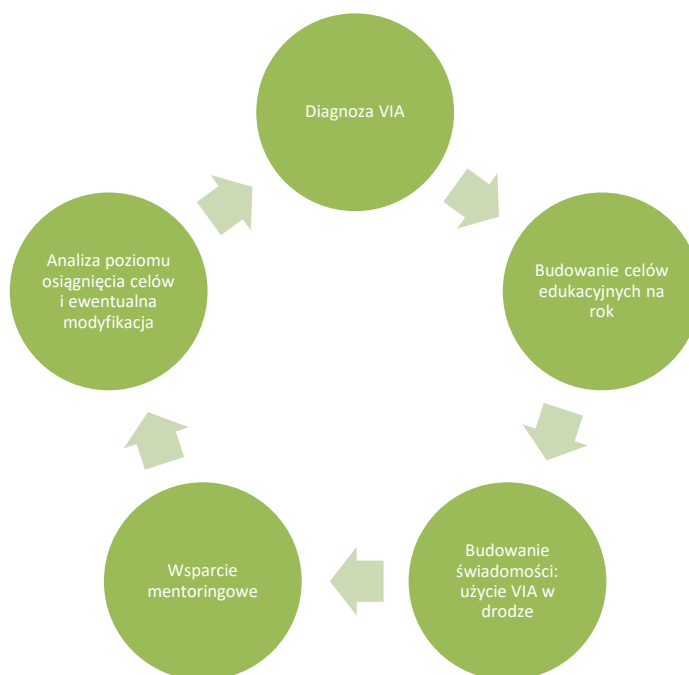 Diagnoza VIA
Budowanie celów
edukacyjnych na
rok
Budowanie
świadomości:
użycie VIA w
drodze
Wsparcie
mentoringowe
Analiza poziomu
osiągnięcia celów
i ewentualna
modyfikacja